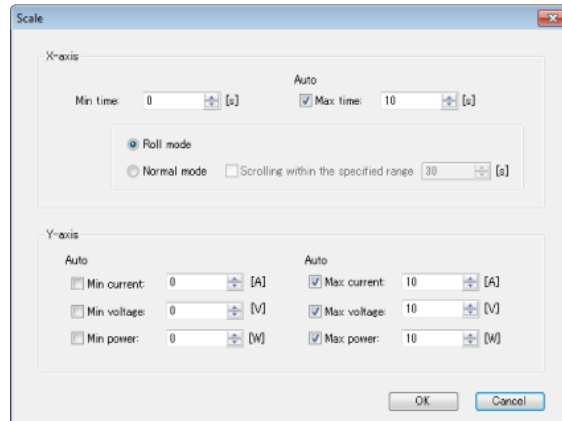 Scale
X-axis
Auto
Min time: 0 [s] Max time: 10 [s]
Roll mode
Normal mode Scrolling within the specified range 30 [s]
Y-axis
Auto Auto
Min current: 0 [A] Max current: 10 [A]
Min voltage: 0 [V] Max voltage: 10 [V]
Min power: 0 [W] Max power: 10 [W]
OK Cancel